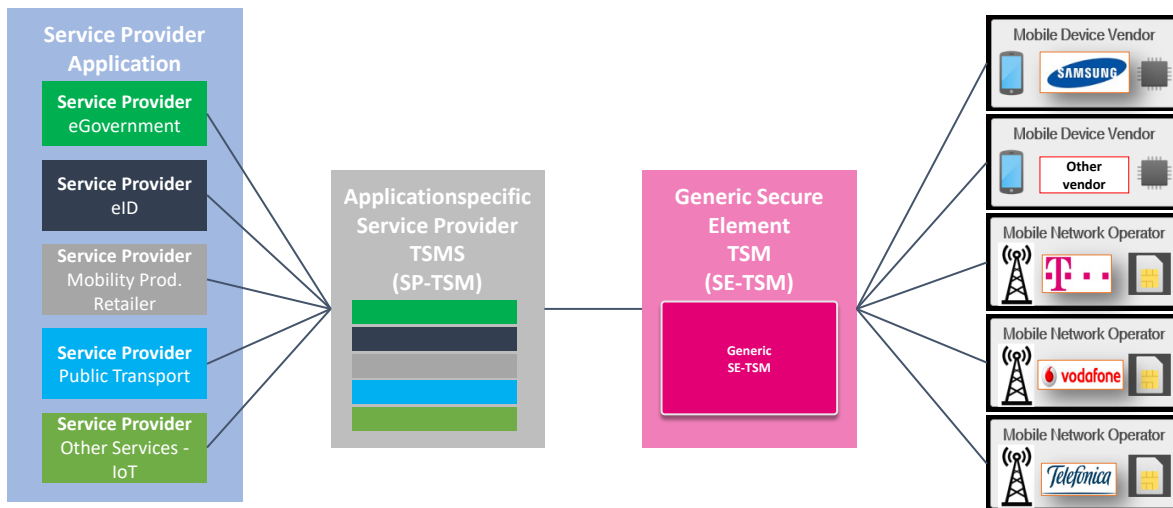 Service Provider
Application
Service Provider
eGovernment
Service Provider
eID
Service Provider
Mobility Prod.
Retailer
Service Provider
Public Transport
Service Provider
Other Services -
IoT
Applicationspecific
Service Provider
TSMS
(SP-TSM)
Generic Secure
Element
TSM
(SE-TSM)
Generic
SE-TSM
Mobile Device Vendor
SAMSUNG
Mobile Device Vendor
Other
vendor
Mobile Network Operator
T
Mobile Network Operator
vodafone
Mobile Network Operator
Telefónica